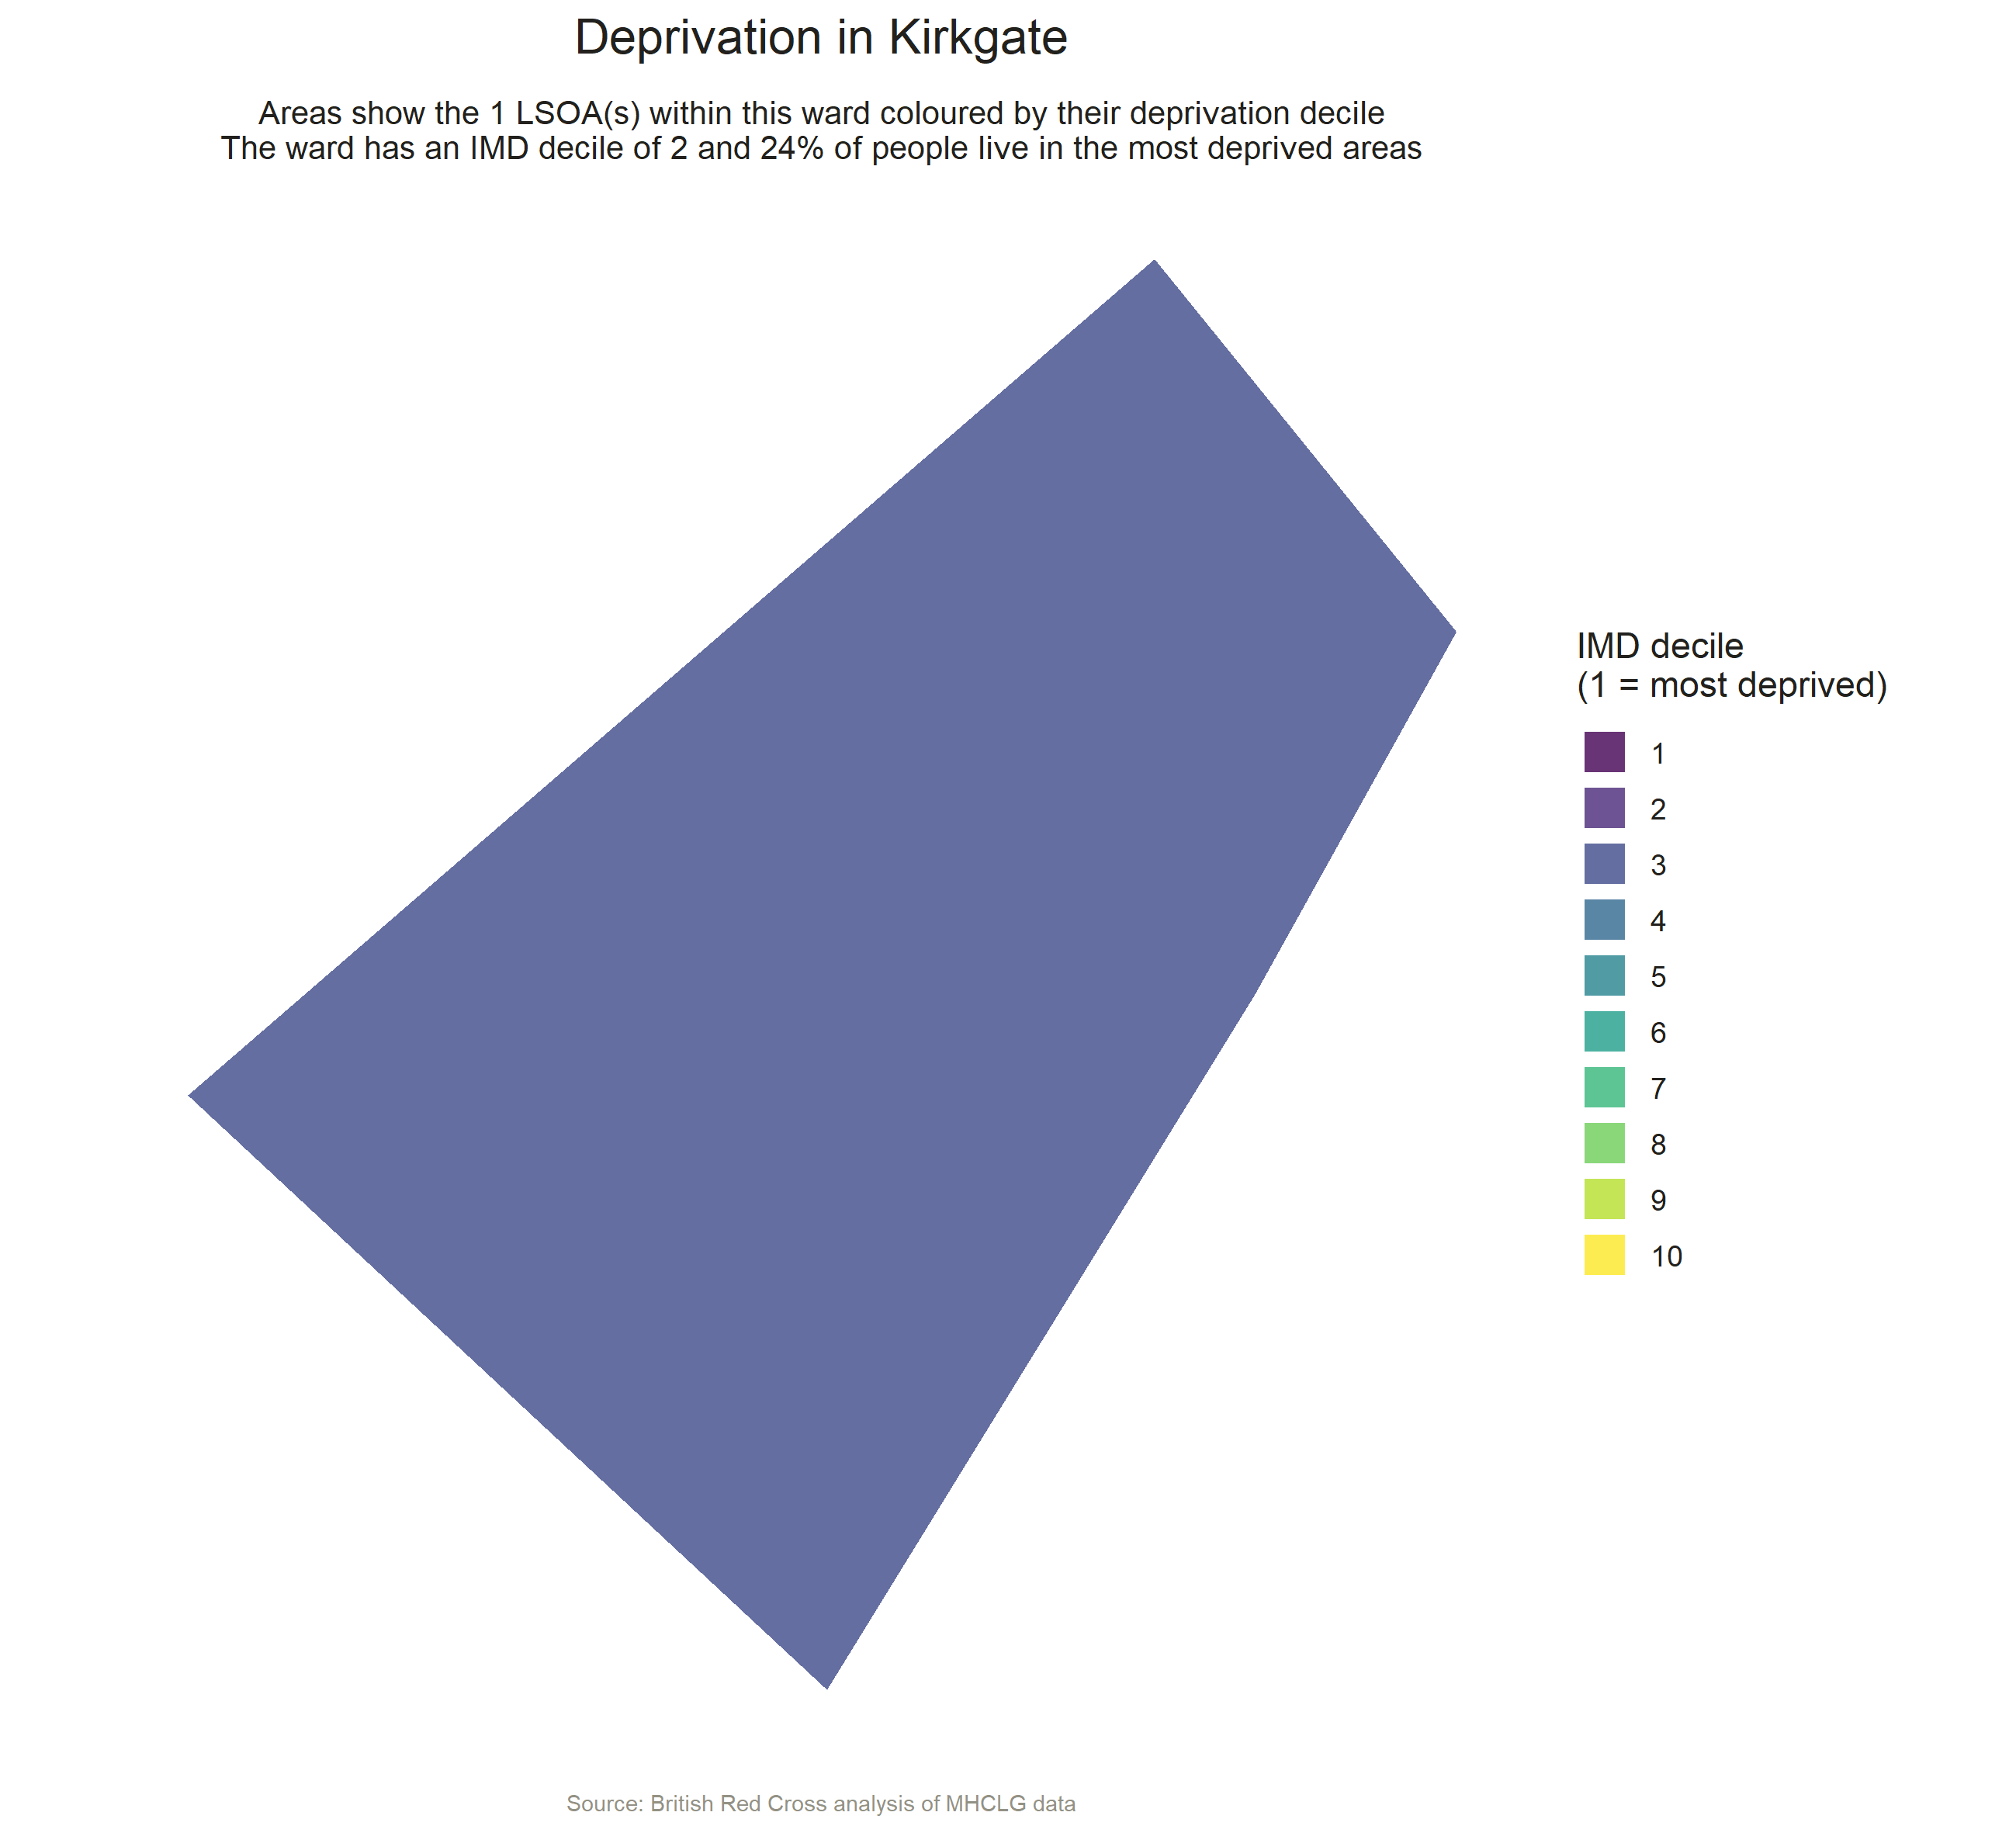 Deprivation in Kirkgate
Areas show the 1 LSOA(s) within this ward coloured by their deprivation decile
The ward has an IMD decile of 2 and 24% of people live in the most deprived areas
IMD decile
(1 = most deprived)
1
2
3
4
5
6
7
8
9
10
Source: British Red Cross analysis of MHCLG data